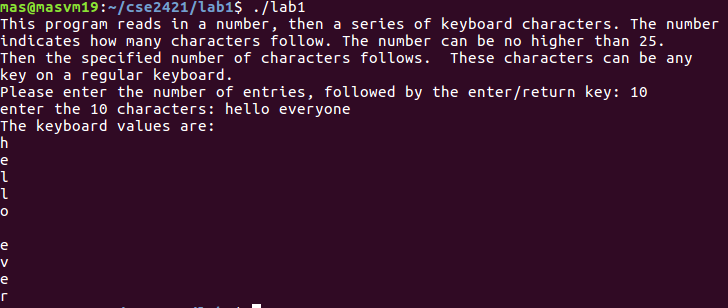 mas@masvm19:~/cse2421/lab1$ ./lab1
This program reads in a number, then a series of keyboard characters. The number
indicates how many characters follow. The number can be no higher than 25.
Then the specified number of characters follows.  These characters can be any
key on a regular keyboard.
Please enter the number of entries, followed by the enter/return key: 10
enter the 10 characters: hello everyone
The keyboard values are:
h
e
l
l
o

e
v
e
r